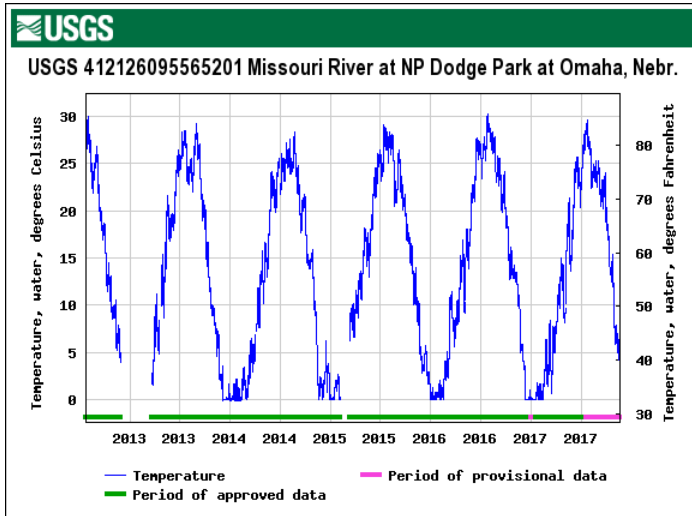 USGS
USGS 412126095565201 Missouri River at NP Dodge Park at Omaha, Nebr.
Temperature, water, degrees Celsius
30
25
20
15
10
5
0
Temperature, water, degrees Fahrenheit
80
70
60
50
40
30
2013 2013 2014 2014 2015 2015 2016 2016 2017 2017
Temperature
Period of provisional data
Period of approved data